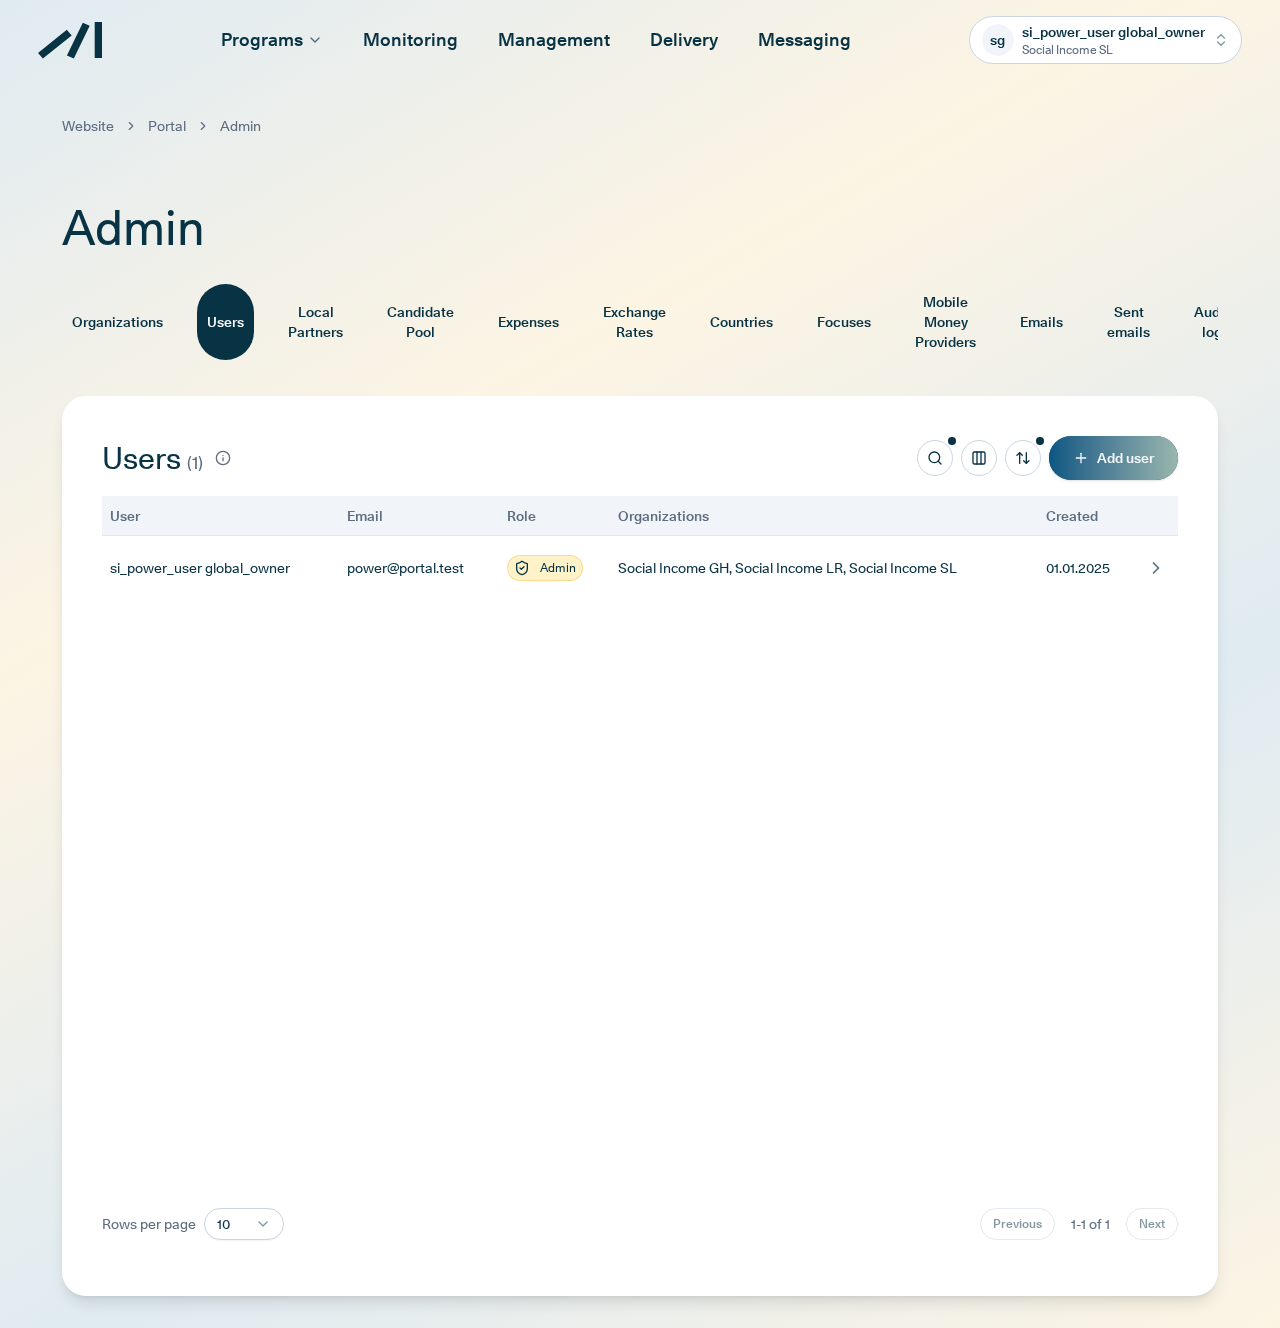 Programs
Monitoring
Management
Delivery
Messaging
sg
si_power_user global_owner
Social Income SL
Website
Portal
Admin
Admin
Organizations
Users
Local
Partners
Candidate
Pool
Expenses
Exchange
Rates
Countries
Focuses
Mobile
Money
Providers
Emails
Sent
emails
Users (1)
Add user
User Email Role Organizations Created
si_power_user global_owner power@portal.test Admin Social Income GH, Social Income LR, Social Income SL 01.01.2025
Rows per page 10
Previous 1-1 of 1 Next